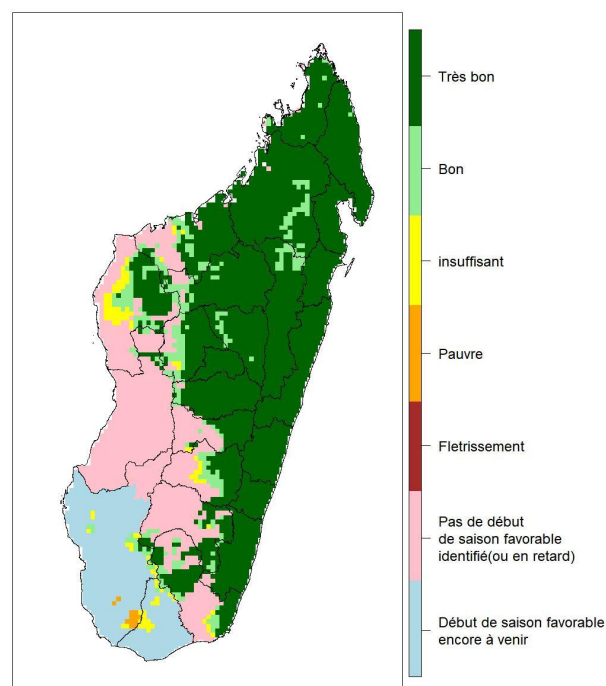 Très bon
Bon
insuffisant
Pauvre
Fletrissement
Pas de début
de saison favorable
identifié(ou en retard)
Début de saison favorable
encore à venir